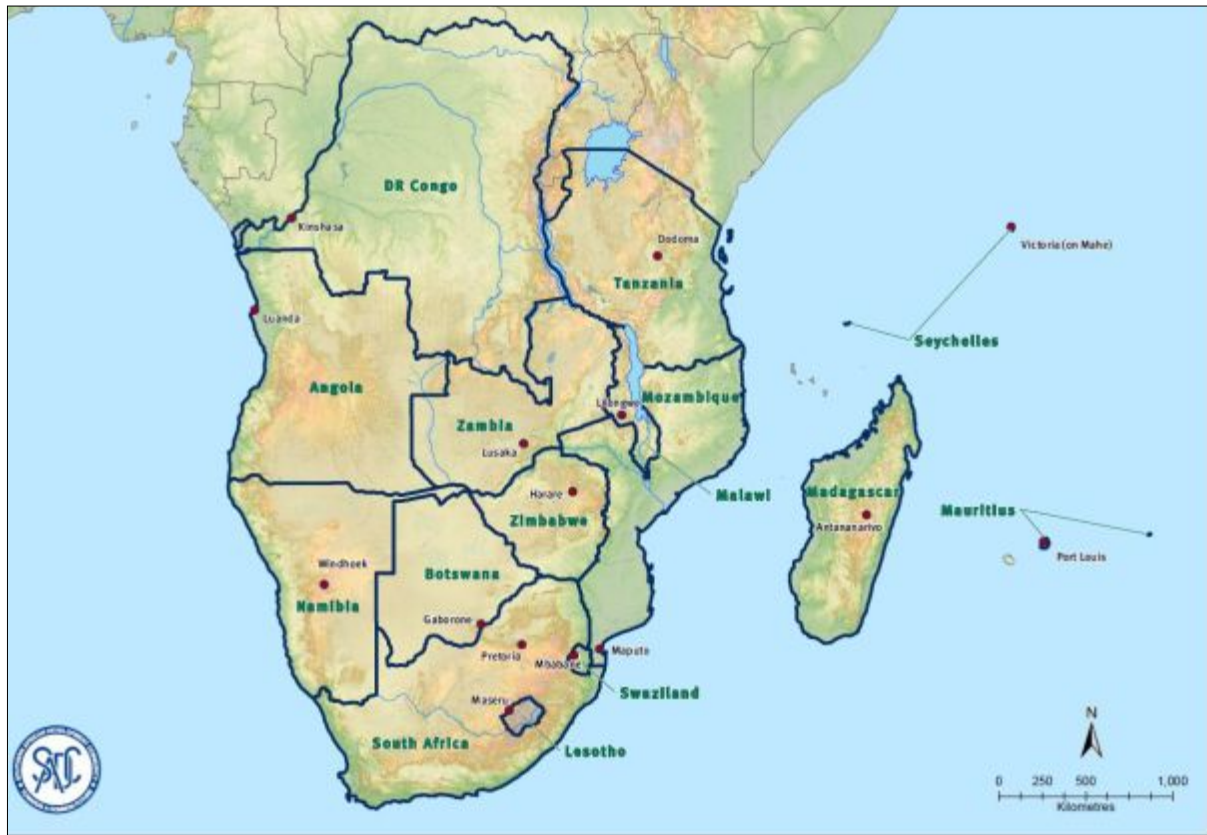 DR Congo
Kinshasa
Dodoma
Victoria (on Mahe)
Tanzania
Luanda
Seychelles
Angola
Mozambique
Lilongwe
Zambia
Lusaka
Malawi
Madagascar
Harare
Zimbabwe
Mauritius
Antananarivo
Port Louis
Windhoek
Botswana
Namibia
Gaborone
Pretoria
Mbabane
Maputo
Swaziland
Maseru
South Africa
Lesotho
SADC
N
0 250 500 1,000
Kilometres